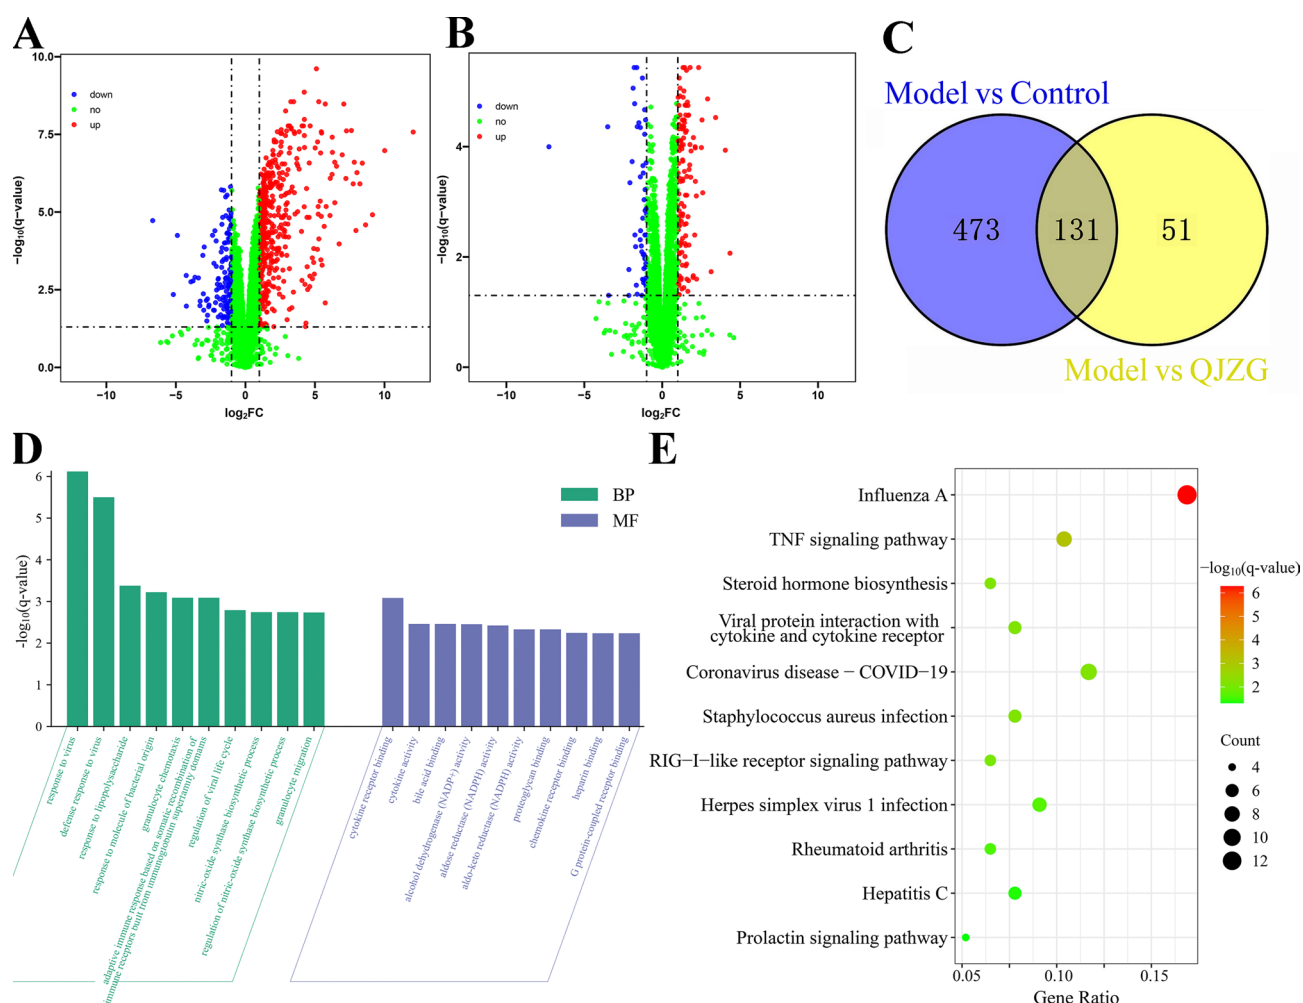 A
10.0
7.5
5.0
2.5
0.0
−log10(q−value)
down
no
up
−10
−5
0
5
10
log2FC
B
4
2
0
−log10(q−value)
down
no
up
−10
−5
0
5
10
log2FC
C
Model vs Control
473
131
51
Model vs QJZG
D
6
5
4
3
2
1
0
-log10(q-value)
BP
MF
response to virus
defense response to virus
response to lipopolysaccharide
response to molecule of bacterial origin
granulocyte chemotaxis
adaptive immune response based on somatic recombination of
immune receptors built from immunoglobulin superfamily domains
regulation of viral life cycle
nitric-oxide synthase biosynthetic process
regulation of nitric-oxide synthase biosynthetic process
granulocyte migration
cytokine receptor binding
cytokine activity
bile acid binding
alcohol dehydrogenase (NADP+) activity
aldose reductase (NADPH) activity
aldo-keto reductase (NADPH) activity
proteoglycan binding
chemokine receptor binding
heparin binding
G protein-coupled receptor binding
E
Influenza A
TNF signaling pathway
Steroid hormone biosynthesis
Viral protein interaction with
cytokine and cytokine receptor
Coronavirus disease − COVID−19
Staphylococcus aureus infection
RIG−I−like receptor signaling pathway
Herpes simplex virus 1 infection
Rheumatoid arthritis
Hepatitis C
Prolactin signaling pathway
0.05
0.10
0.15
Gene Ratio
−log10(q-value)
6
5
4
3
2
Count
4
6
8
10
12